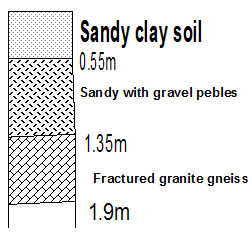 Sandy clay soil
0.55m
Sandy with gravel pebles
1.35m
Fractured granite gneiss
1.9m